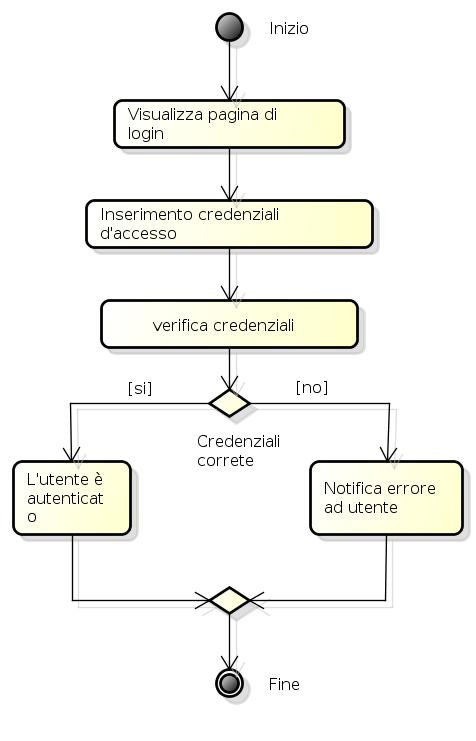 Inizio
Visualizza pagina di
login
Inserimento credenziali
d'accesso
verifica credenziali
[si]
[no]
Credenziali
correte
L'utente è
autenticat
o
Notifica errore
ad utente
Fine